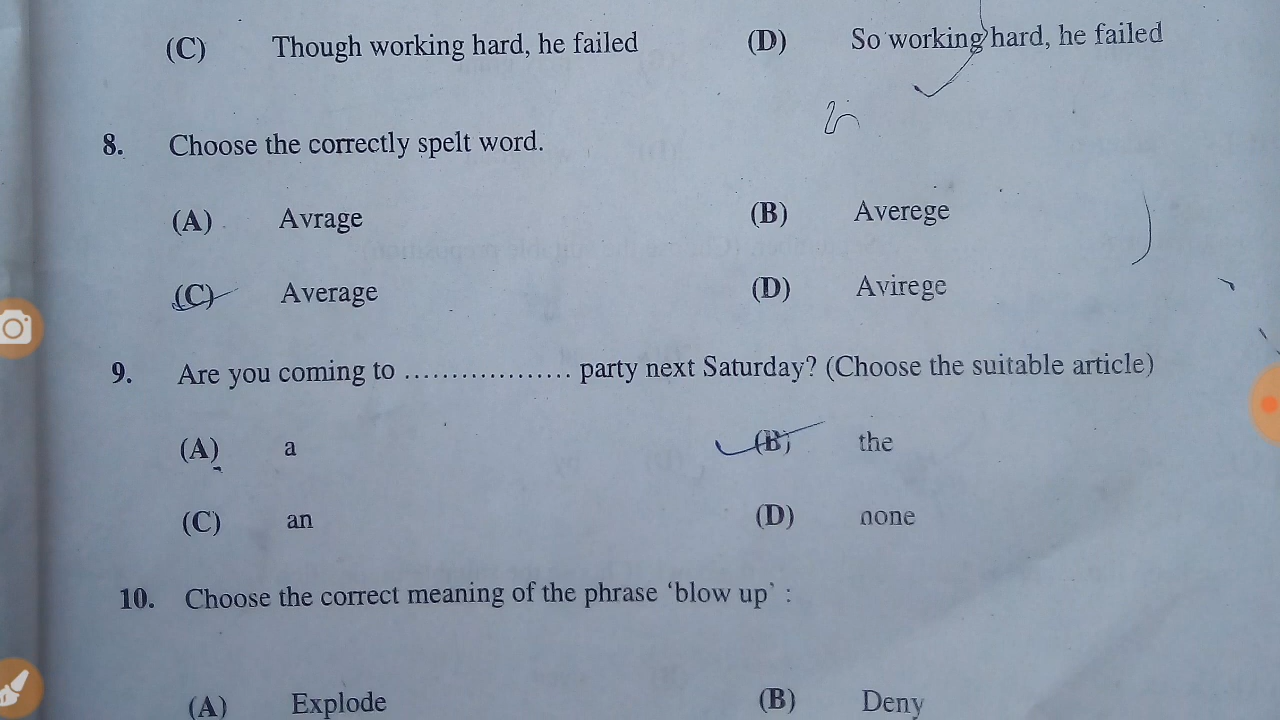 (C) Though working hard, he failed (D) So working hard, he failed
8. Choose the correctly spelt word.
(A) Avrage (B) Averege
(C) Average (D) Avirege
9. Are you coming to .................. party next Saturday? (Choose the suitable article)
(A) a (B) the
(C) an (D) none
10. Choose the correct meaning of the phrase ‘blow up’ :
(A) Explode (B) Deny